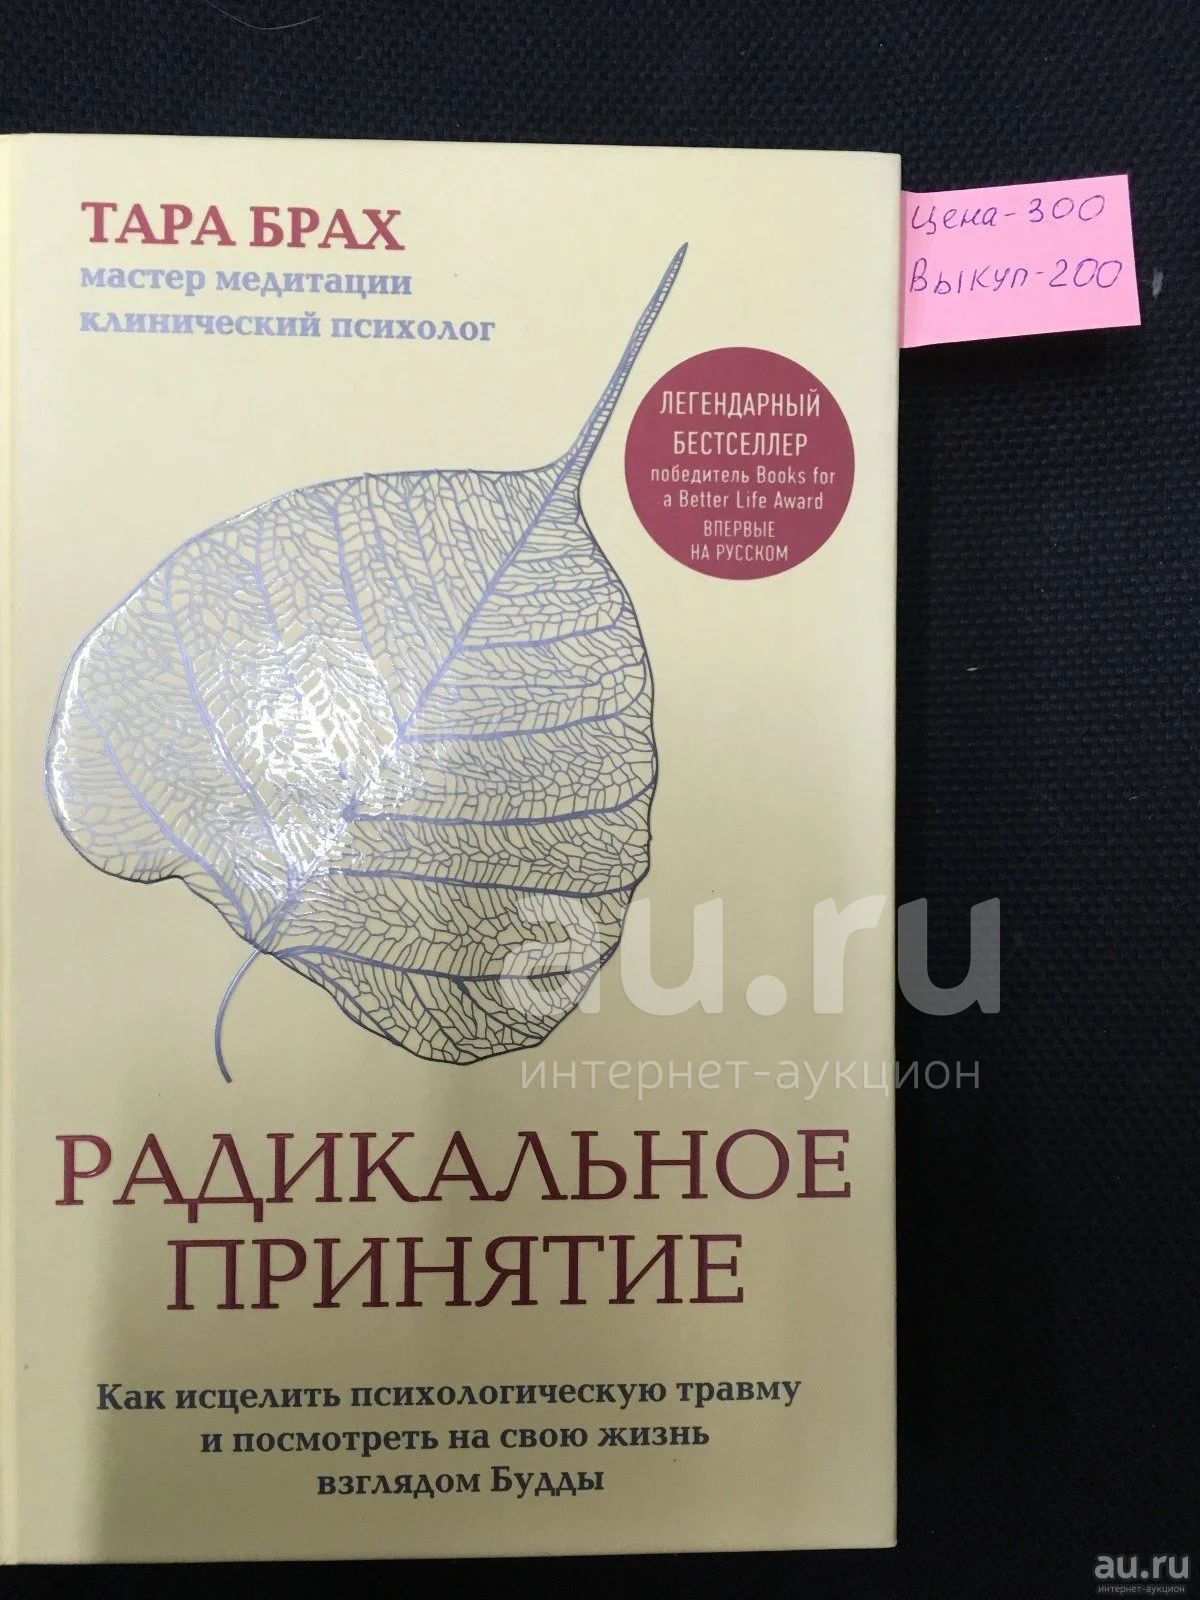 ТАРА БРАХ
мастер медитации
клинический психолог
Цена-300
Выкуп-200
ЛЕГЕНДАРНЫЙ
БЕСТСЕЛЛЕР
победитель Books for
a Better Life Award
ВПЕРВЫЕ
НА РУССКОМ
au.ru
интернет-аукцион
РАДИКАЛЬНОЕ
ПРИНЯТИЕ
Как исцелить психологическую травму
и посмотреть на свою жизнь
взглядом Будды
au.ru
интернет-аукцион